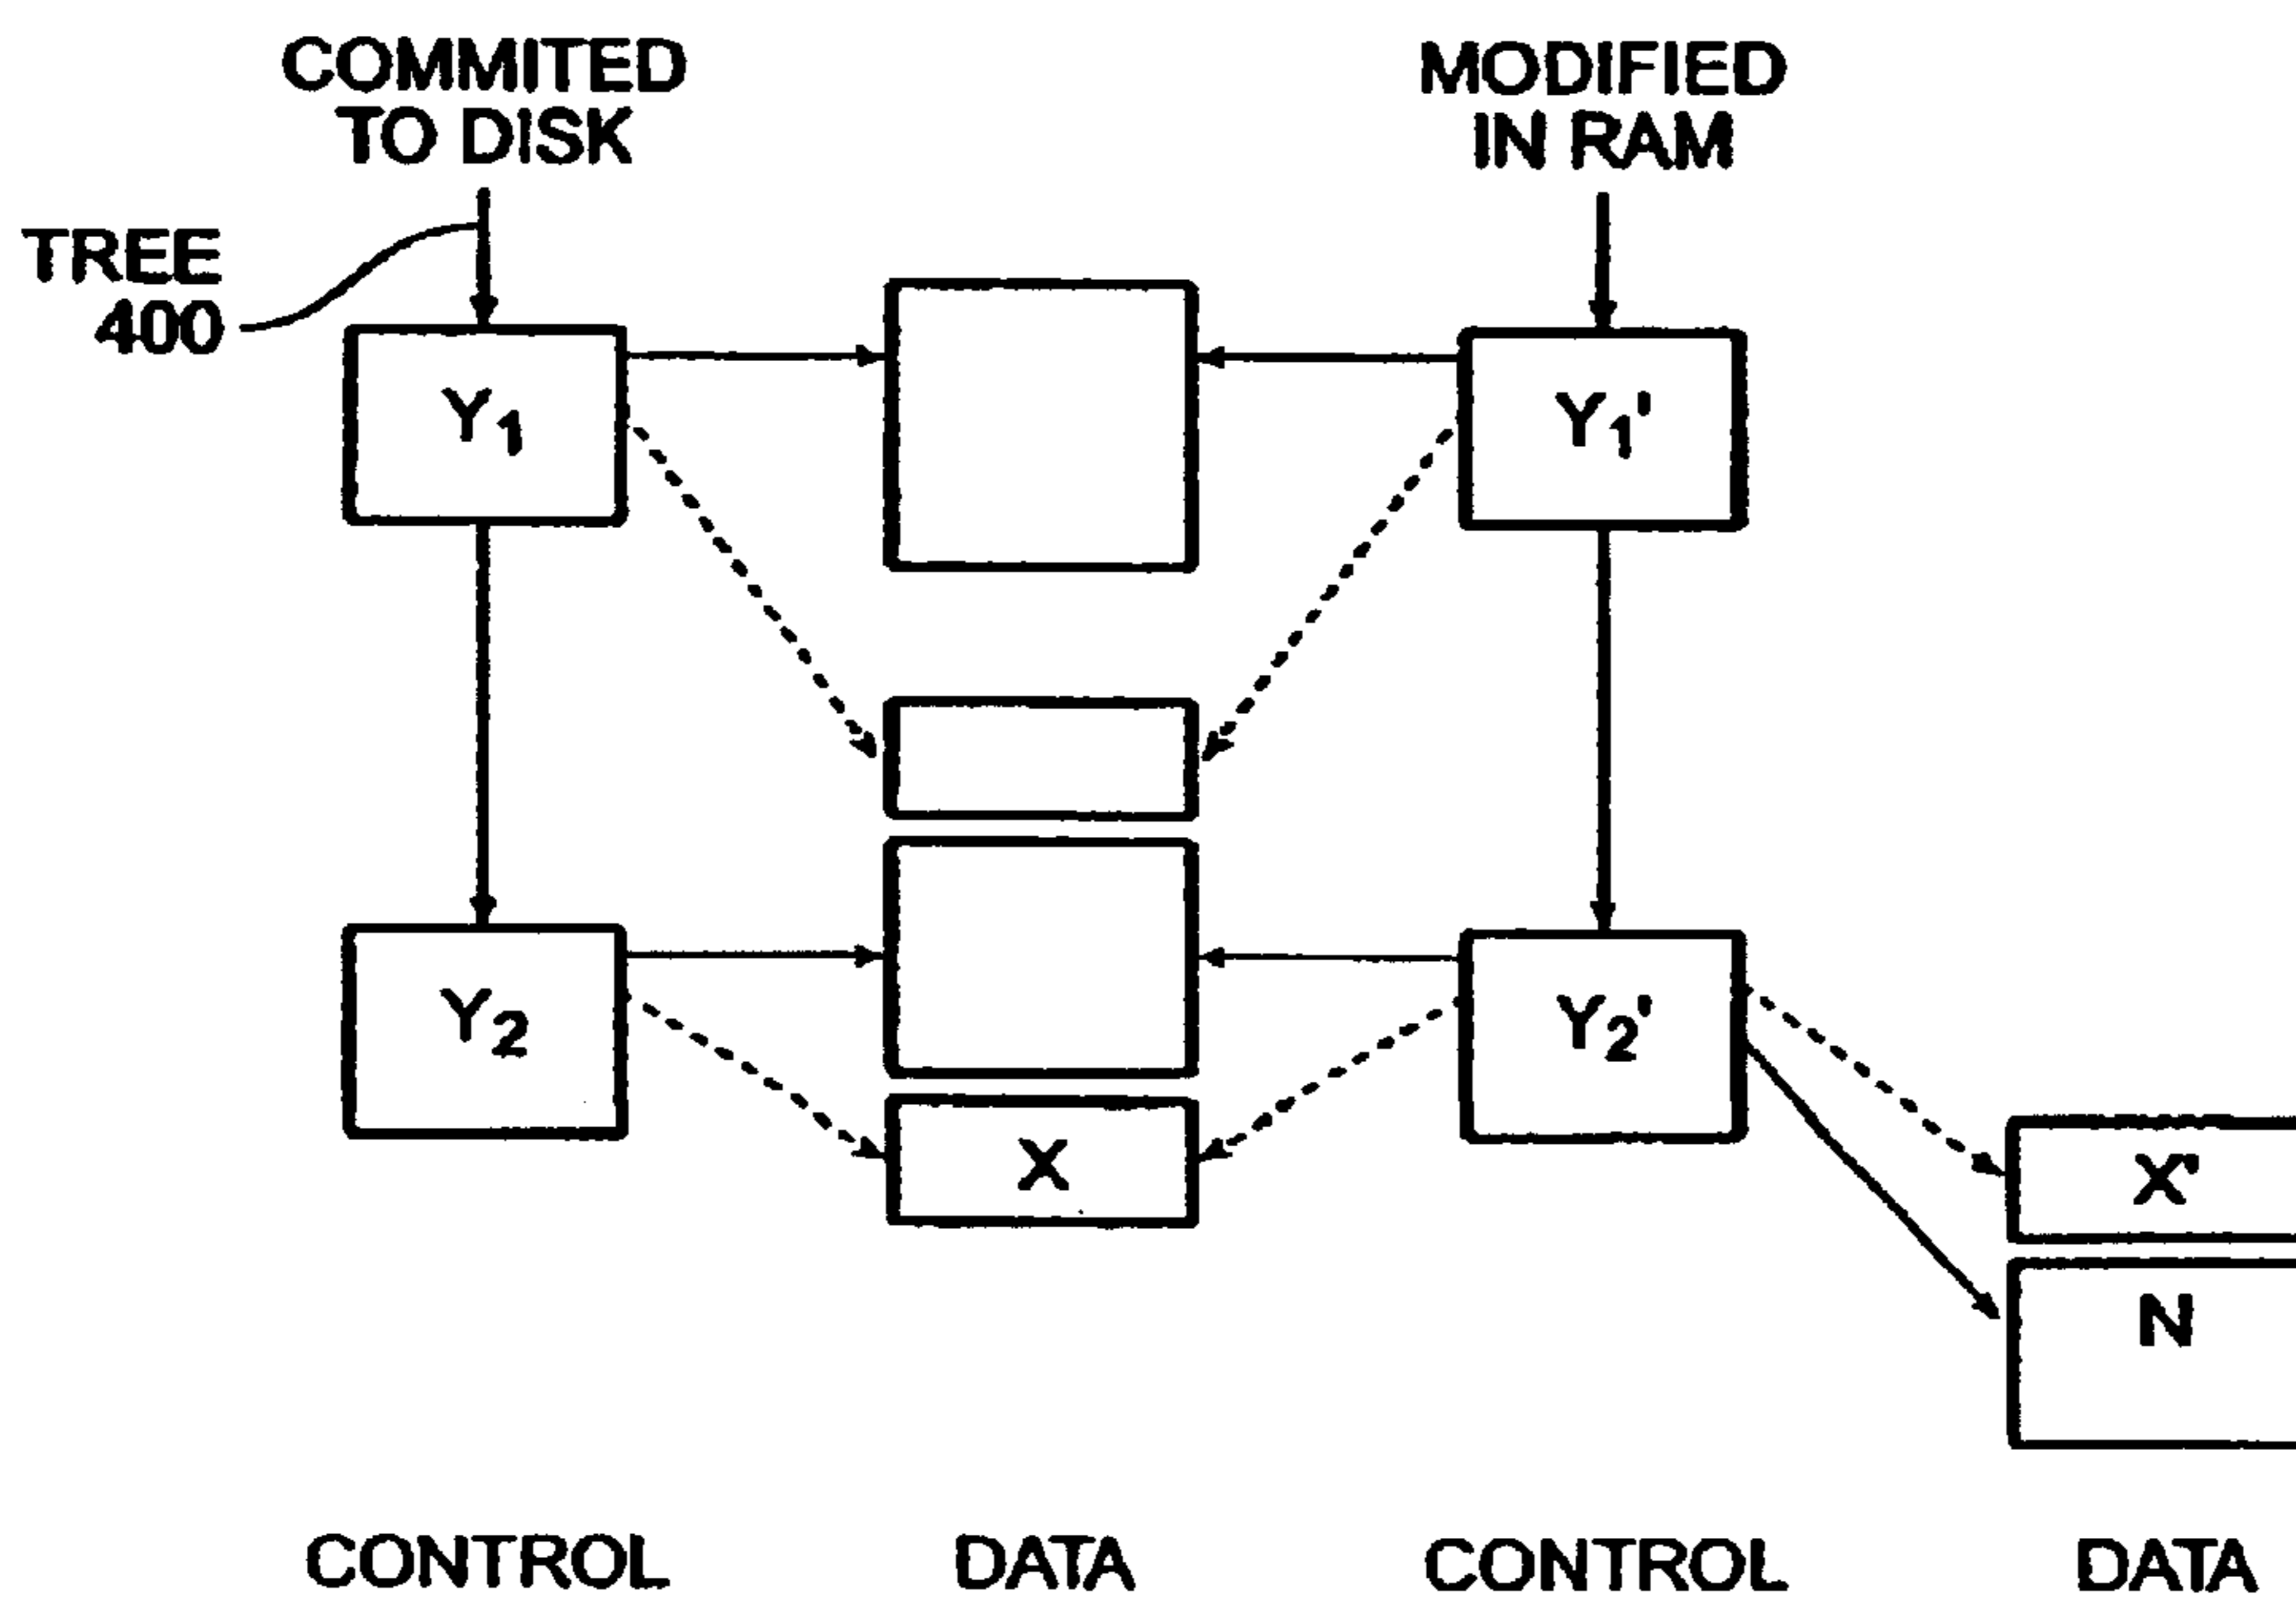 COMMITED
TO DISK
MODIFIED
IN RAM
TREE
400
Y1
Y1'
Y2
Y2'
X
X'
N
CONTROL
DATA
CONTROL
DATA